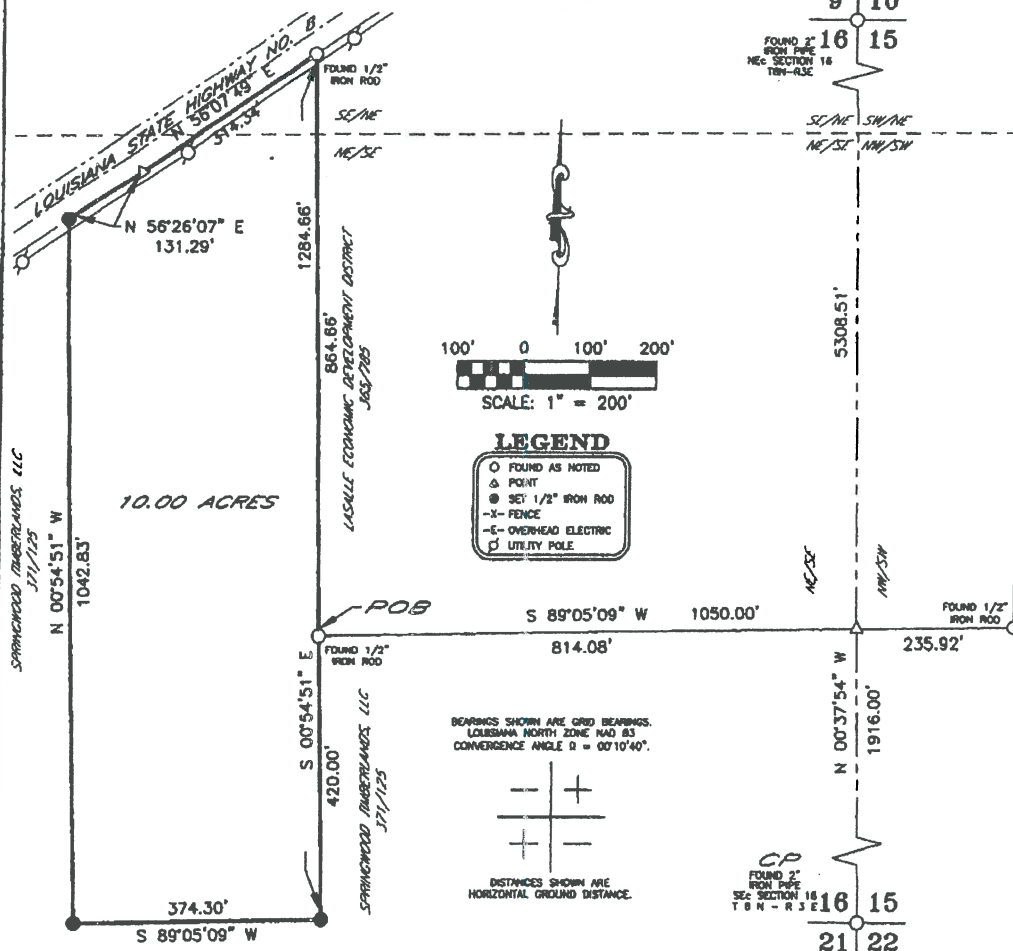 9 10
16 15
FOUND 2"
IRON PIPE
NEc SECTION 16
T8N-R3E
LOUISIANA STATE HIGHWAY NO. 8
N 56°07'49" E
314.34'
FOUND 1/2"
IRON ROD
SE/NE
NE/SE
SE/NE SW/NE
NE/SE NW/SW
N 56°26'07" E
131.29'
1284.66'
864.66'
LASALLE ECONOMIC DEVELOPMENT DISTRICT
365/785
5308.51'
100' 0 100' 200'
SCALE: 1" = 200'
LEGEND
FOUND AS NOTED
POINT
SET 1/2" IRON ROD
-X- FENCE
-E- OVERHEAD ELECTRIC
UTILITY POLE
SPRINGWOOD TIMBERLANDS, LLC
371/125
10.00 ACRES
N 00°54'51" W
1042.83'
NE/SE
NW/SW
POB
FOUND 1/2"
IRON ROD
S 89°05'09" W 1050.00'
814.08'
FOUND 1/2"
IRON ROD
235.92'
S 00°54'51" E
420.00'
SPRINGWOOD TIMBERLANDS, LLC
371/125
BEARINGS SHOWN ARE GRID BEARINGS.
LOUISIANA NORTH ZONE NAD 83
CONVERGENCE ANGLE Ω = 00°10'40".
N 00°37'54" W
1916.00'
DISTANCES SHOWN ARE
HORIZONTAL GROUND DISTANCE.
CP
FOUND 2"
IRON PIPE
SEc SECTION 16
T8N-R3E
16 15
21 22
374.30'
S 89°05'09" W